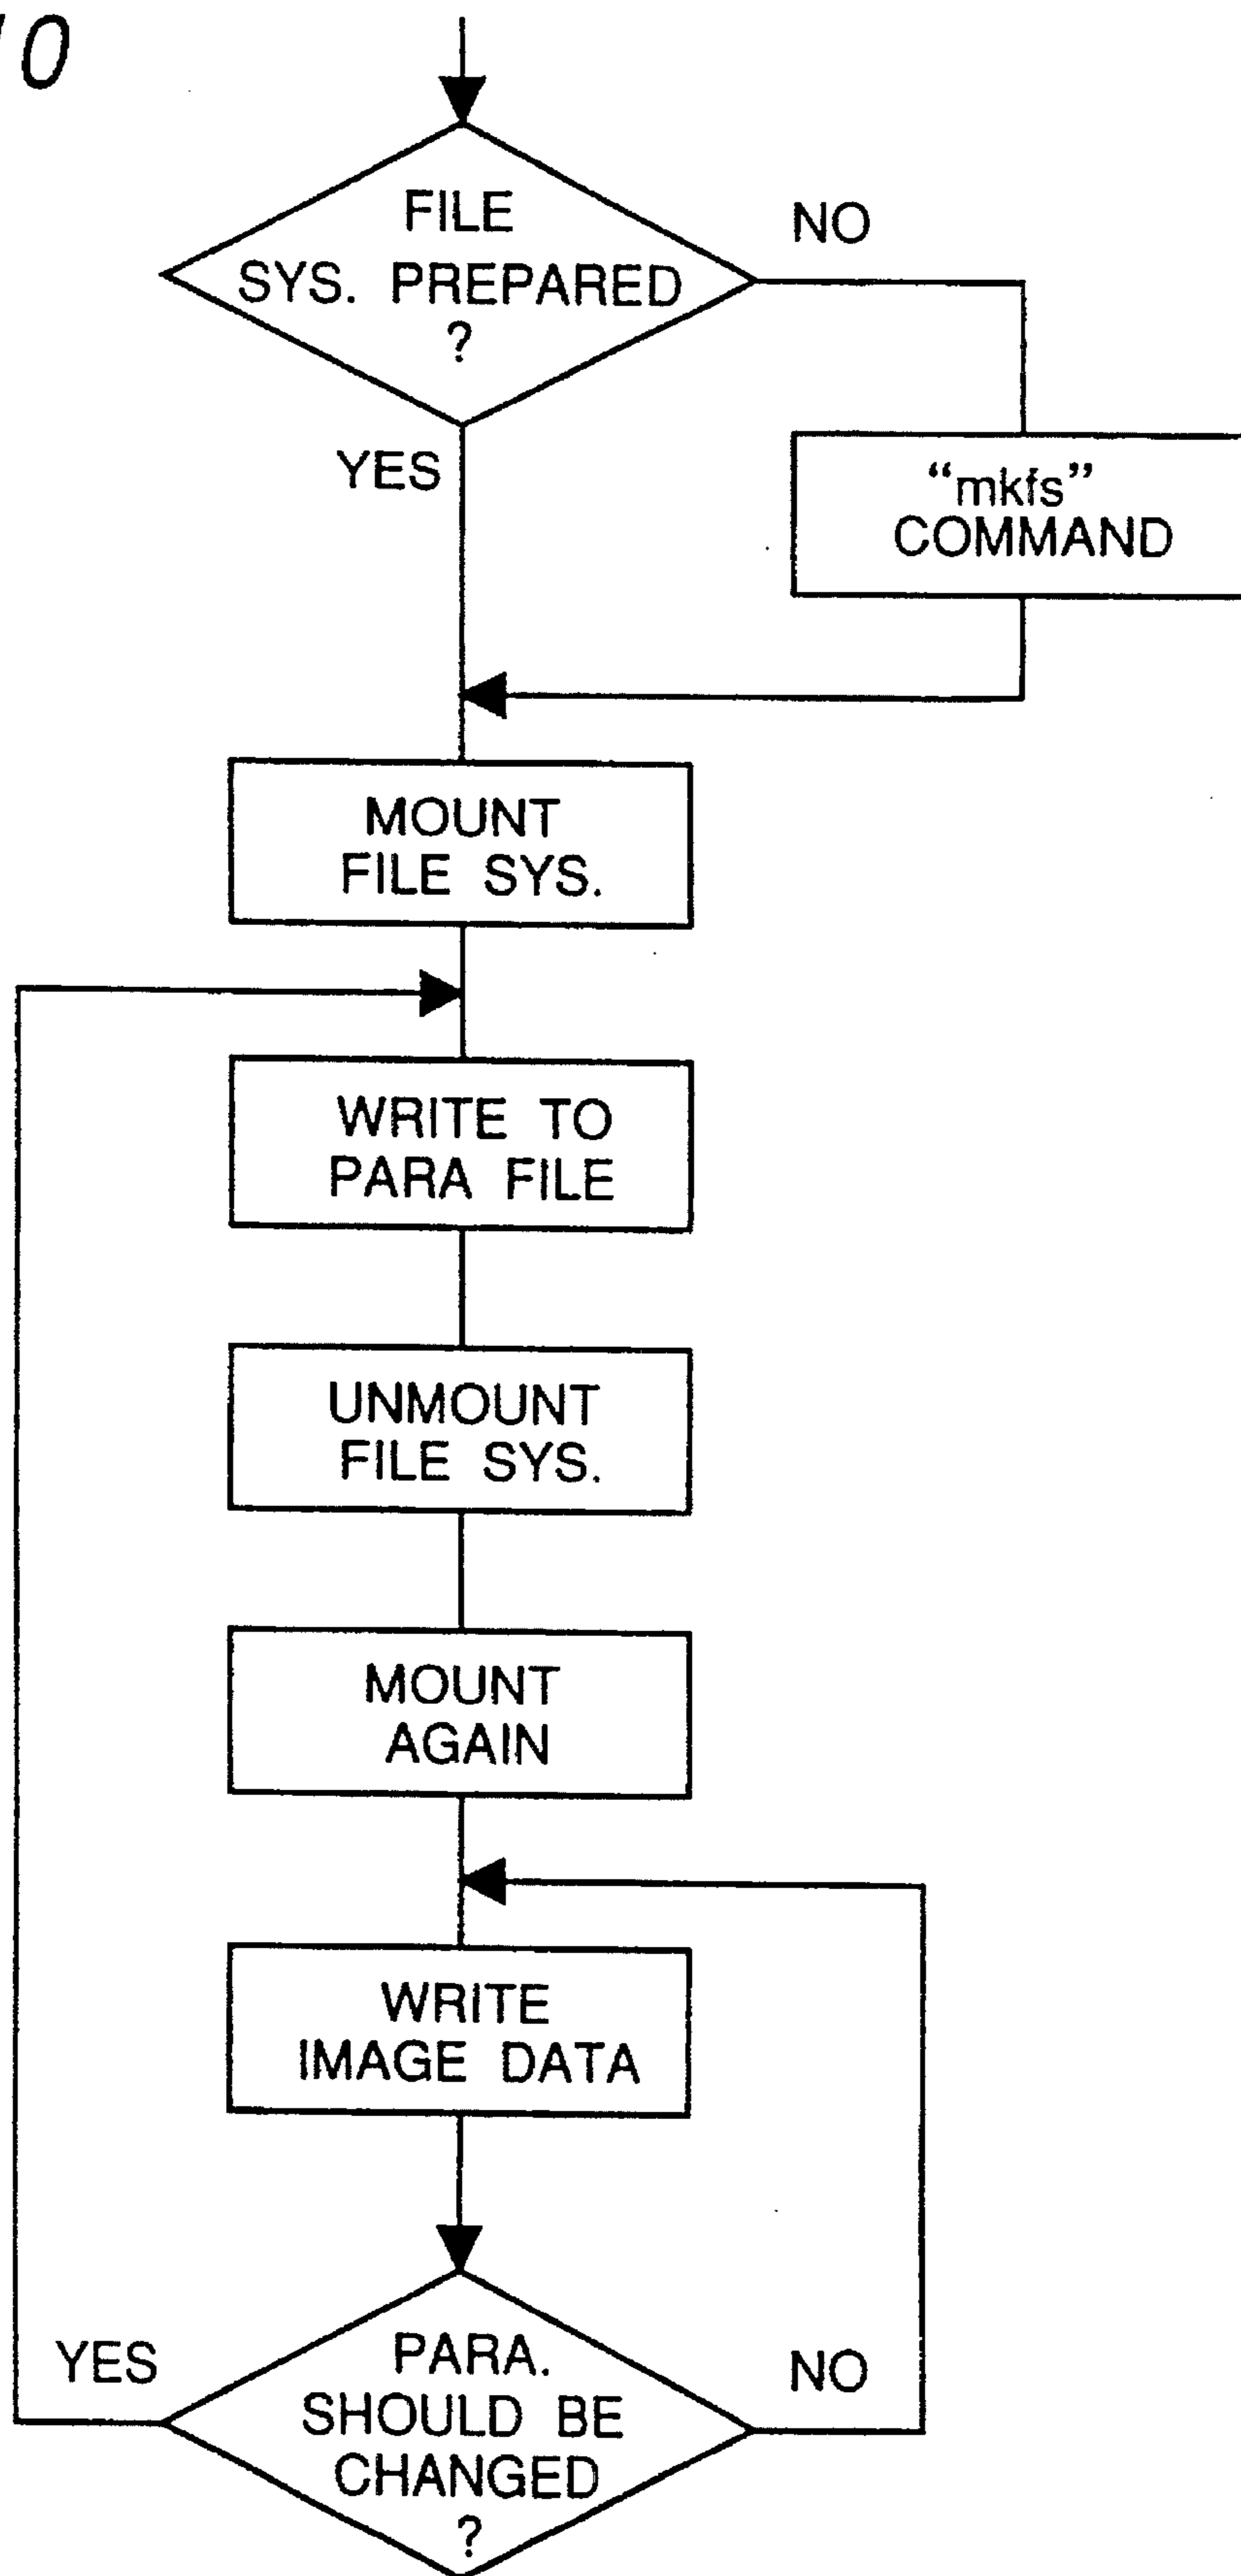 10
FILE
SYS. PREPARED
?
NO
YES
“mkfs”
COMMAND
MOUNT
FILE SYS.
WRITE TO
PARA FILE
UNMOUNT
FILE SYS.
MOUNT
AGAIN
WRITE
IMAGE DATA
YES
PARA.
SHOULD BE
CHANGED
?
NO